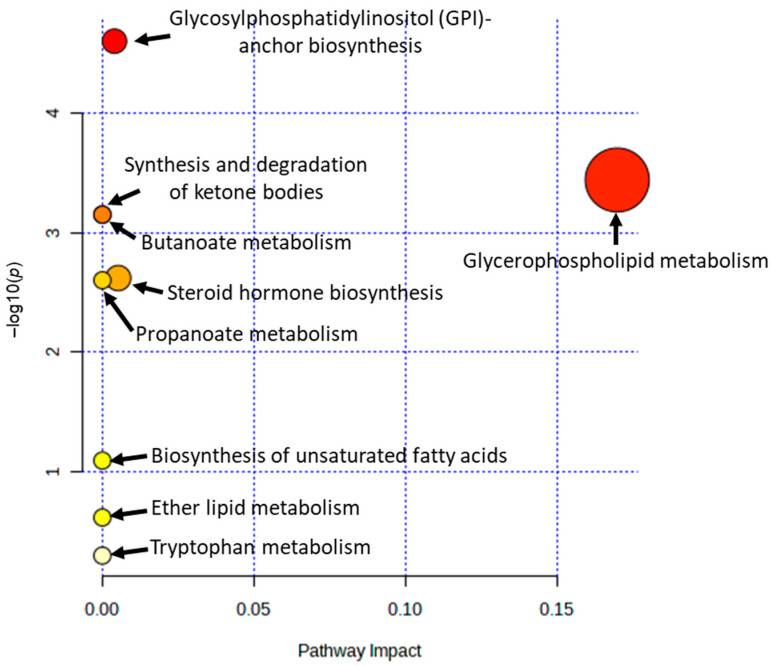 Glycosylphosphatidylinositol (GPI)-
anchor biosynthesis
4
Synthesis and degradation
of ketone bodies
3
Butanoate metabolism
Glycerophospholipid metabolism
−log10(p)
Steroid hormone biosynthesis
Propanoate metabolism
2
Biosynthesis of unsaturated fatty acids
1
Ether lipid metabolism
Tryptophan metabolism
0.00 0.05 0.10 0.15
Pathway Impact